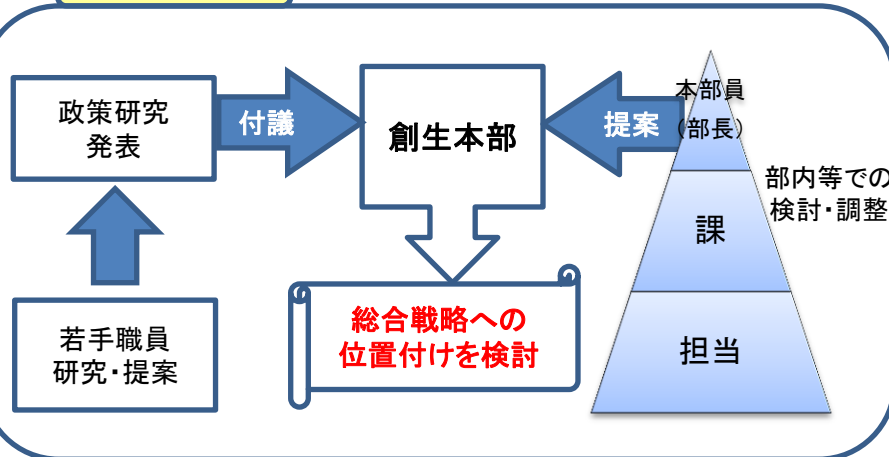 政策研究
発表
付議
創生本部
提案
本部員
(部長)
部内等での
検討・調整
課
総合戦略への
位置付けを検討
若手職員
研究・提案
担当